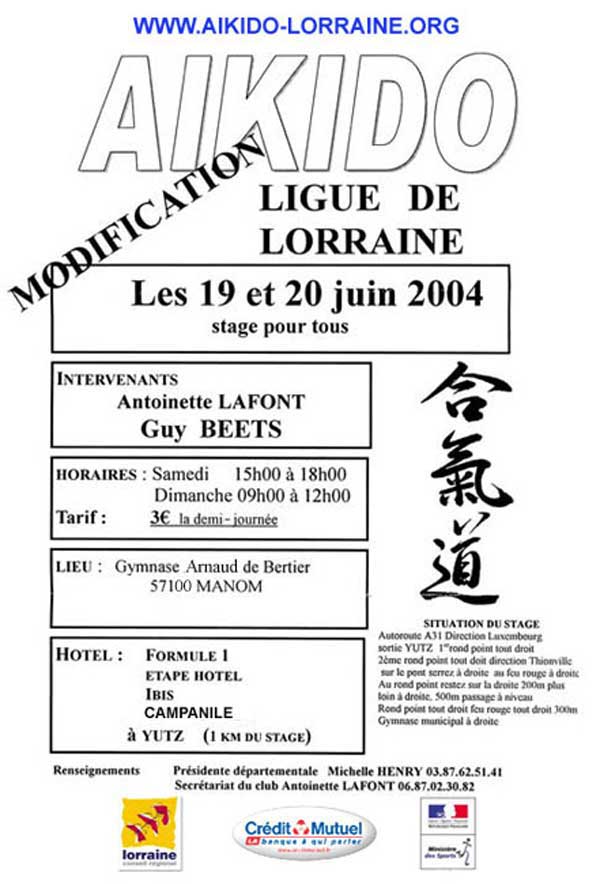 WWW.AIKIDO-LORRAINE.ORG
AIKIDO
MODIFICATION
LIGUE DE
LORRAINE
Les 19 et 20 juin 2004
stage pour tous
INTERVENANTS
Antoinette LAFONT
Guy BEETS
HORAIRES : Samedi 15h00 à 18h00
Dimanche 09h00 à 12h00
Tarif : 3€ la demi-journée
LIEU : Gymnase Arnaud de Bertier
57100 MANOM
HOTEL : FORMULE 1
ETAPE HOTEL
IBIS
CAMPANILE
à YUTZ (1 KM DU STAGE)
合
氣
道
SITUATION DU STAGE
Autoroute A31 Direction Luxembourg
sortie YUTZ 1er rond point tout droit
2ème rond point tout doit direction Thionville
sur le pont serrez à droite au feu rouge à droite
Au rond point restez sur la droite 200m plus
loin à droite, 500m passage à niveau
Rond point tout droit feu rouge tout droit 300m
Gymnase municipal à droite
Renseignements Présidente départementale Michelle HENRY 03.87.62.51.41
Secrétariat du club Antoinette LAFONT 06.87.02.30.82
lorraine
conseil régional
Crédit Mutuel
LA banque à qui parler
RÉPUBLIQUE FRANÇAISE
Ministère
des Sports